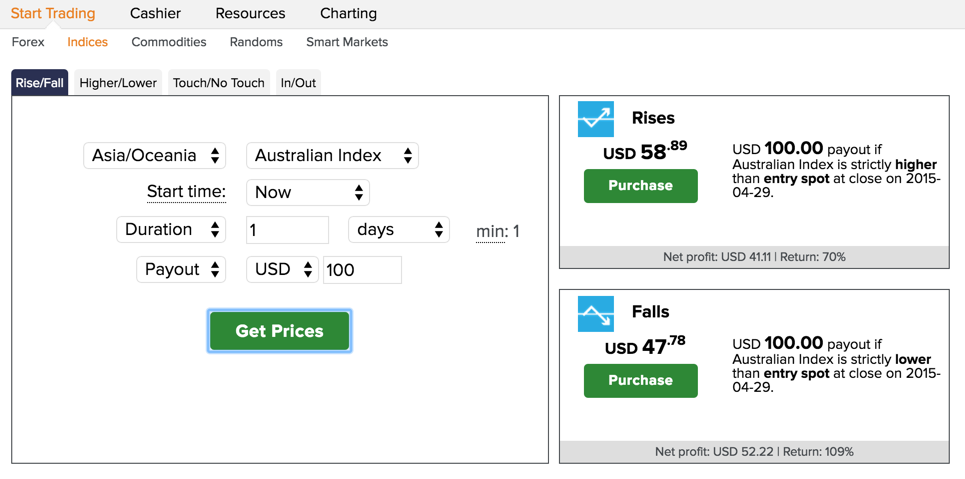 Start Trading Cashier Resources Charting
Forex Indices Commodities Randoms Smart Markets
Rise/Fall Higher/Lower Touch/No Touch In/Out
Asia/Oceania Australian Index
Start time: Now
Duration 1 days min: 1
Payout USD 100
Get Prices
Rises
USD 58.89
Purchase
USD 100.00 payout if
Australian Index is strictly higher
than entry spot at close on 2015-
04-29.
Net profit: USD 41.11 | Return: 70%
Falls
USD 47.78
Purchase
USD 100.00 payout if
Australian Index is strictly lower
than entry spot at close on 2015-
04-29.
Net profit: USD 52.22 | Return: 109%